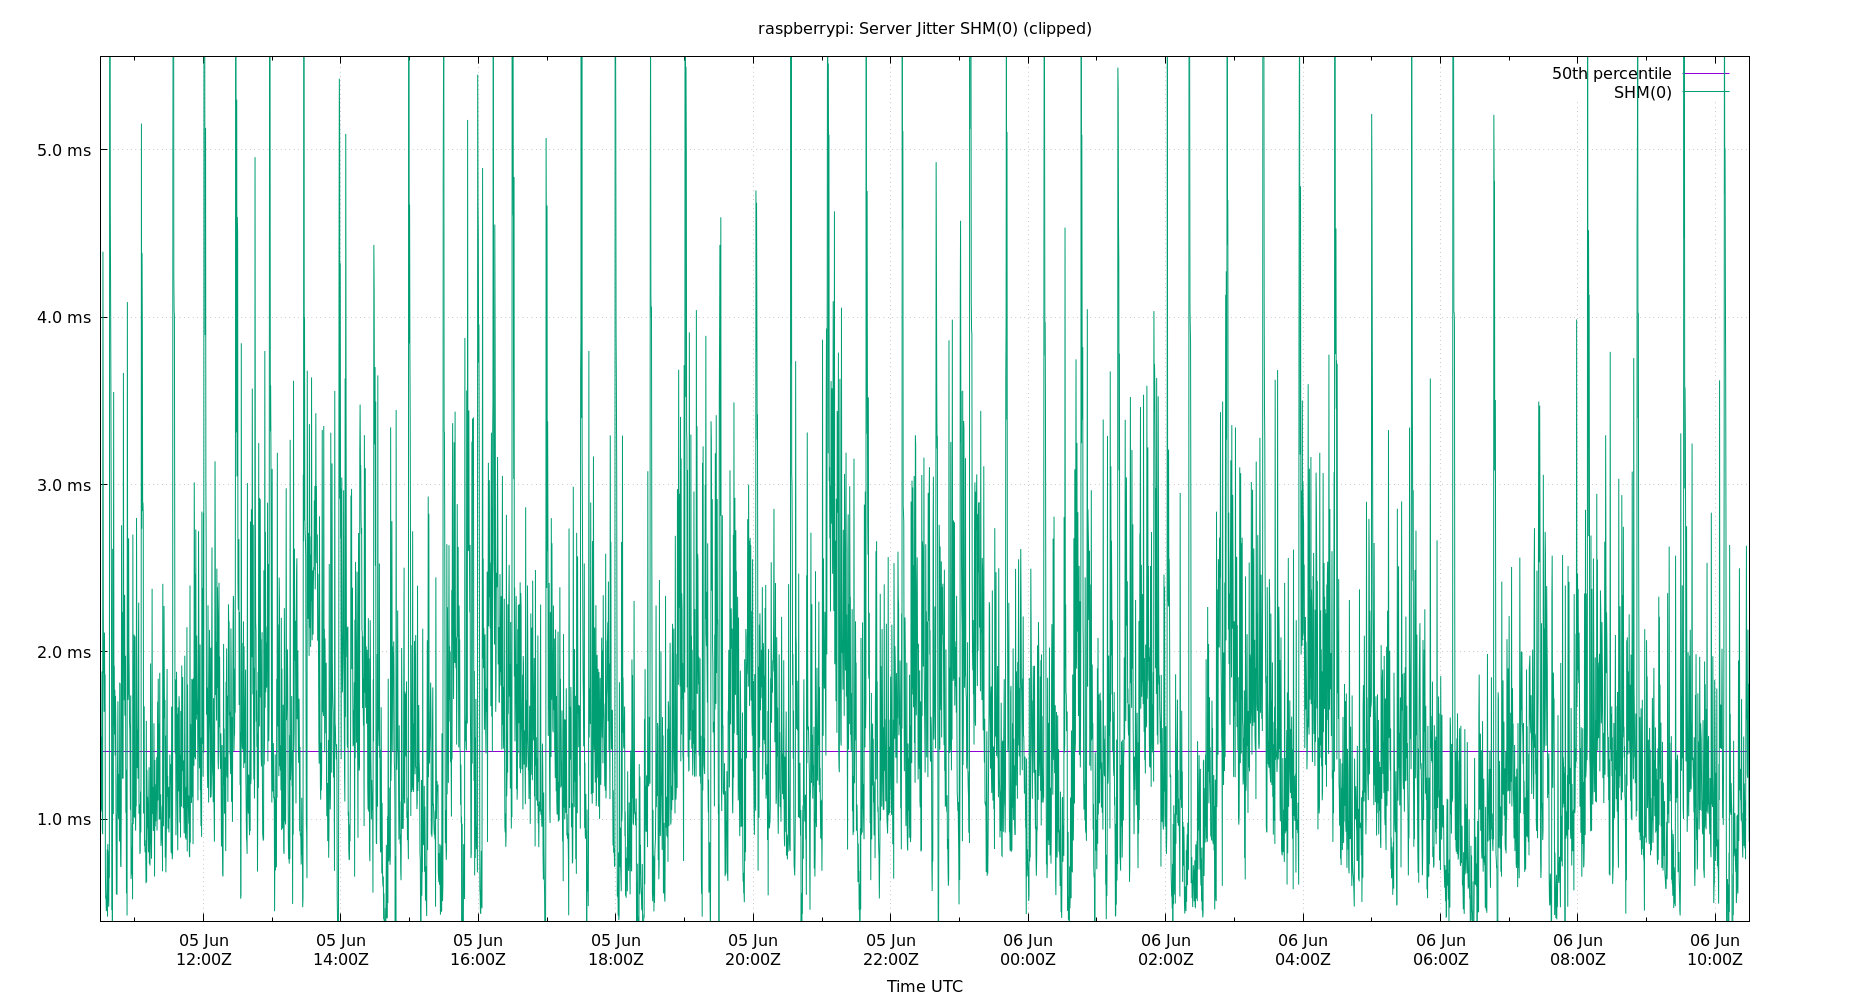 raspberrypi: Server Jitter SHM(0) (clipped)
50th percentile
SHM(0)
5.0 ms
4.0 ms
3.0 ms
2.0 ms
1.0 ms
05 Jun 05 Jun 05 Jun 05 Jun 05 Jun 05 Jun 06 Jun 06 Jun 06 Jun 06 Jun 06 Jun 06 Jun
12:00Z 14:00Z 16:00Z 18:00Z 20:00Z 22:00Z 00:00Z 02:00Z 04:00Z 06:00Z 08:00Z 10:00Z
Time UTC